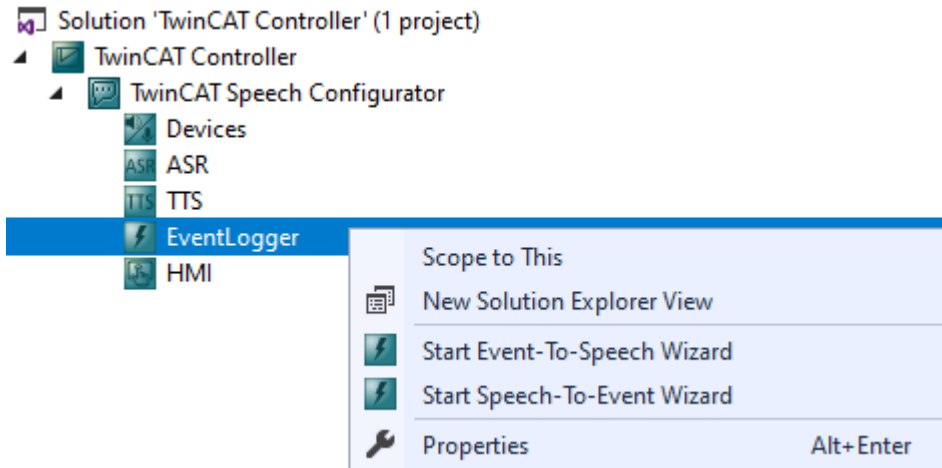 Solution 'TwinCAT Controller' (1 project)
TwinCAT Controller
TwinCAT Speech Configurator
Devices
ASR ASR
TTS TTS
EventLogger
HMI
Scope to This
New Solution Explorer View
Start Event-To-Speech Wizard
Start Speech-To-Event Wizard
Properties Alt+Enter